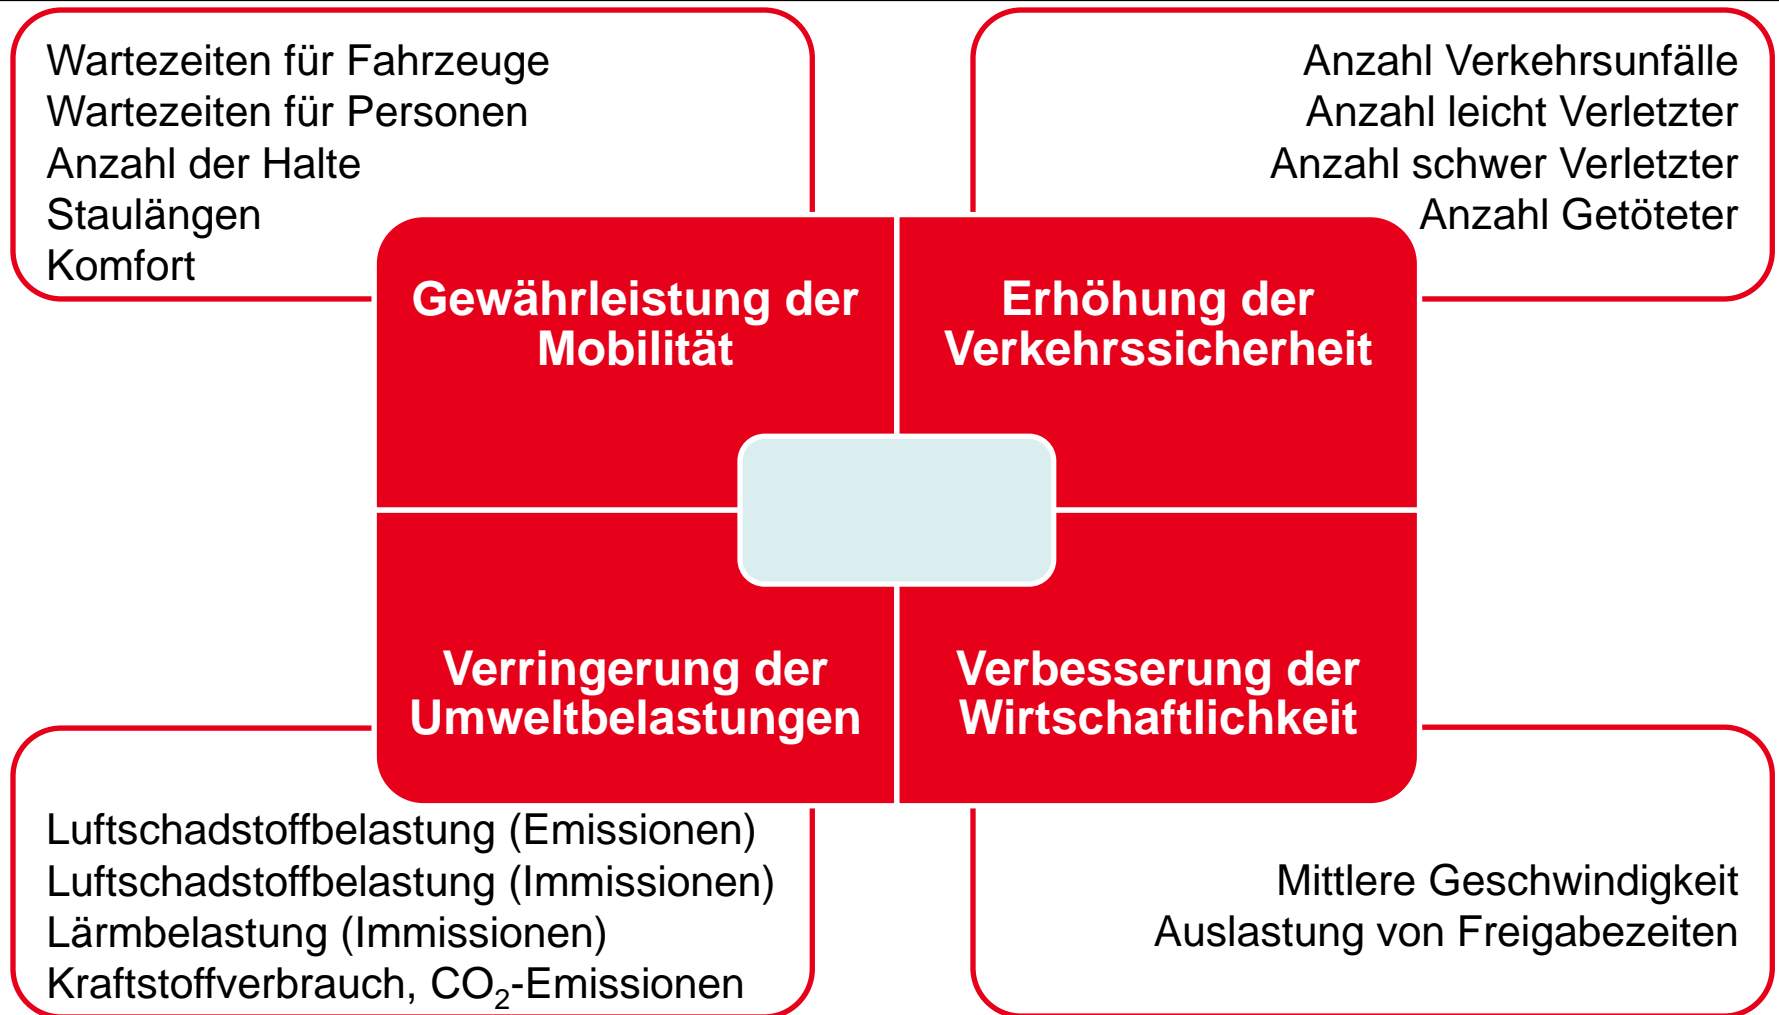 Wartezeiten für Fahrzeuge
Wartezeiten für Personen
Anzahl der Halte
Staulängen
Komfort
Anzahl Verkehrsunfälle
Anzahl leicht Verletzter
Anzahl schwer Verletzter
Anzahl Getöteter
Gewährleistung der
Mobilität
Erhöhung der
Verkehrssicherheit
Verringerung der
Umweltbelastungen
Verbesserung der
Wirtschaftlichkeit
Luftschadstoffbelastung (Emissionen)
Luftschadstoffbelastung (Immissionen)
Lärmbelastung (Immissionen)
Kraftstoffverbrauch, CO₂-Emissionen
Mittlere Geschwindigkeit
Auslastung von Freigabezeiten